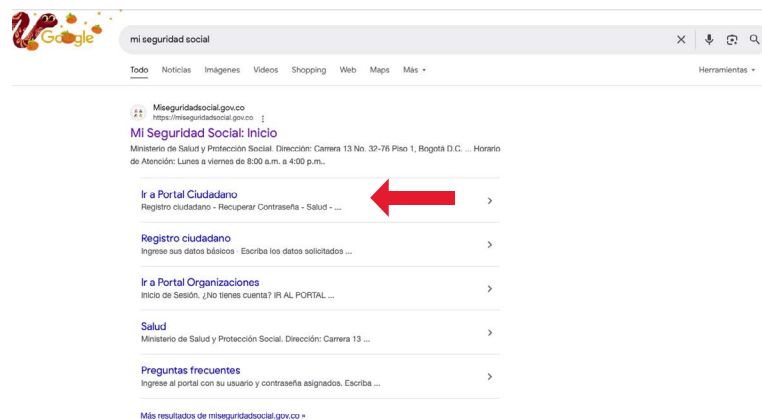 Google
mi seguridad social
Todo Noticias Imágenes Videos Shopping Web Maps Más Herramientas
Miseguridadsocial.gov.co
https://miseguridadsocial.gov.co
Mi Seguridad Social: Inicio
Ministerio de Salud y Protección Social. Dirección: Carrera 13 No. 32-76 Piso 1, Bogotá D.C. ... Horario
de Atención: Lunes a viernes de 8:00 a.m. a 4:00 p.m..
Ir a Portal Ciudadano
Registro ciudadano - Recuperar Contraseña - Salud - ...
Registro ciudadano
Ingrese sus datos básicos · Escriba los datos solicitados ...
Ir a Portal Organizaciones
Inicio de Sesión. ¿No tienes cuenta? IR AL PORTAL ...
Salud
Ministerio de Salud y Protección Social. Dirección: Carrera 13 ...
Preguntas frecuentes
Ingrese al portal con su usuario y contraseña asignados. Escriba ...
Más resultados de miseguridadsocial.gov.co »